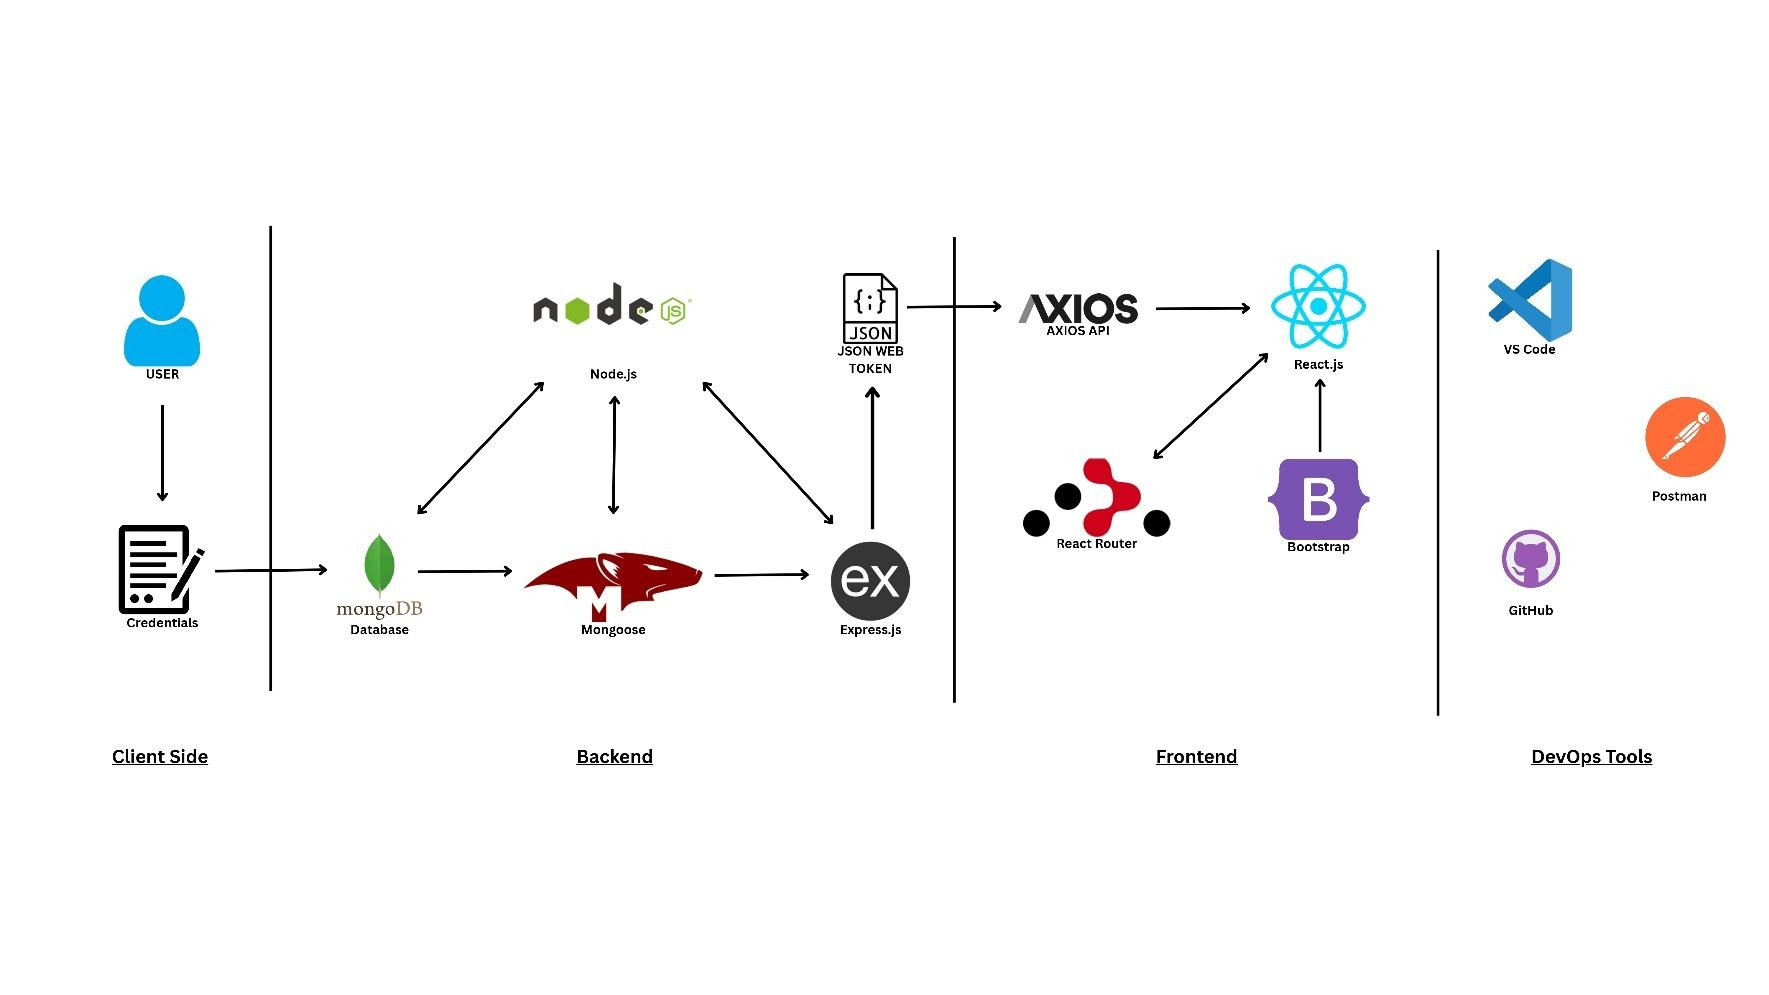 USER
Credentials
Client Side
node JS
Node.js
{;}
JSON
JSON WEB
TOKEN
mongoDB
Database
M
Mongoose
ex
Express.js
Backend
AXIOS
AXIOS API
React.js
React Router
B
Bootstrap
Frontend
VS Code
Postman
GitHub
DevOps Tools